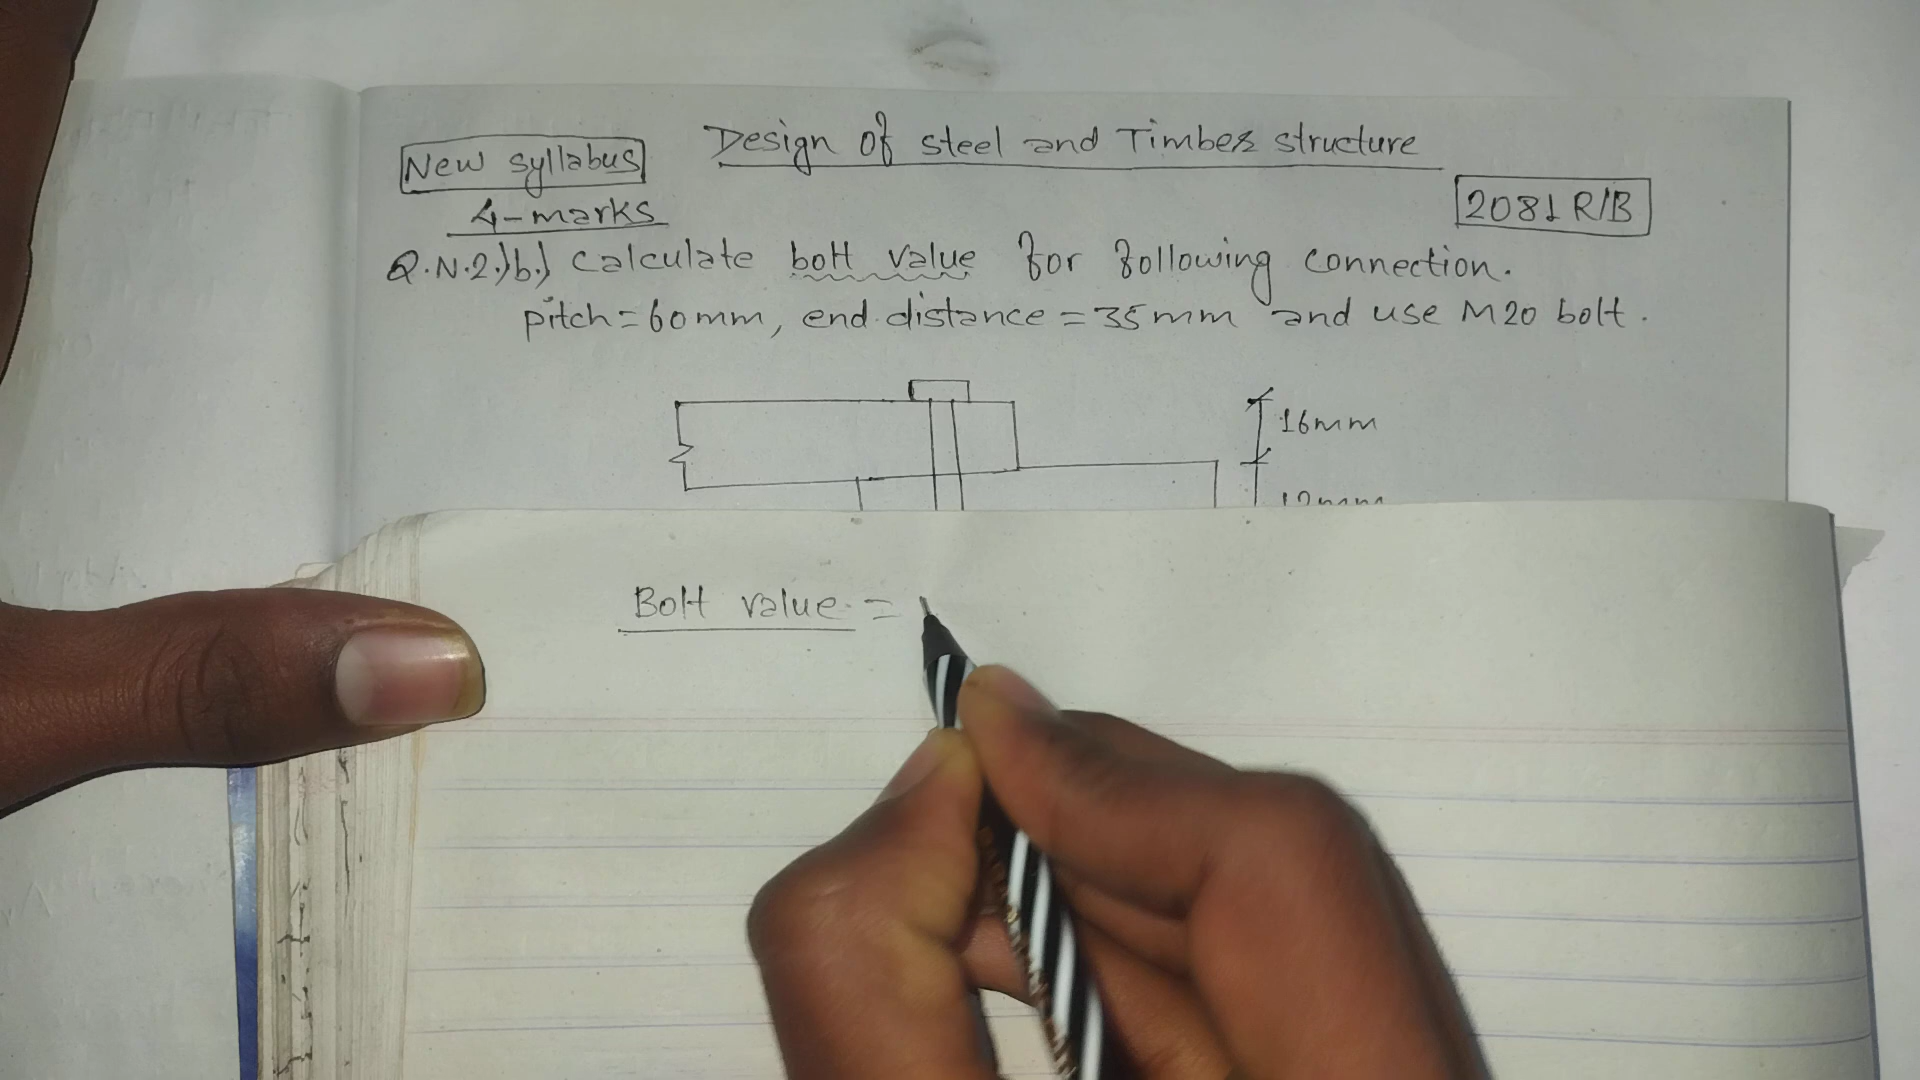 Design of steel and Timber structure
New syllabus
4-marks
2081 R/B
Q.N.2.)b.) Calculate bolt value for following connection.
pitch=60mm, end distance=35mm and use M20 bolt.
16mm
Bolt value =